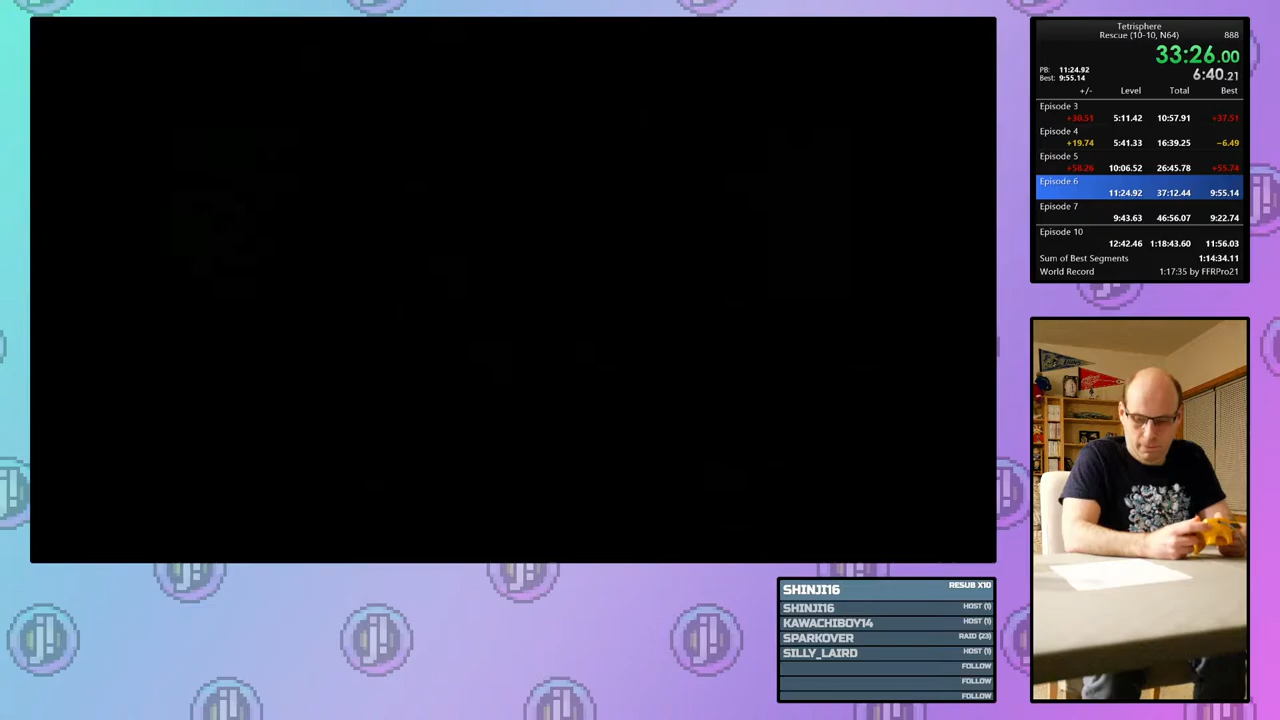 Tetrisphere
Rescue (10-10, N64) 888
33:26.00
PB: 11:24.92
Best: 9:55.14
6:40.21
+/- Level Total Best
Episode 3
+30.51 5:11.42 10:57.91 +37.51
Episode 4
+19.74 5:41.33 16:39.25 −6.49
Episode 5
+58.26 10:06.52 26:45.78 +55.74
Episode 6
11:24.92 37:12.44 9:55.14
Episode 7
9:43.63 46:56.07 9:22.74
Episode 10
12:42.46 1:18:43.60 11:56.03
Sum of Best Segments 1:14:34.11
World Record 1:17:35 by FFRPro21
SHINJI16 RESUB X10
SHINJI16 HOST (1)
KAWACHIBOY14 HOST (1)
SPARKOVER RAID (23)
SILLY_LAIRD HOST (1)
FOLLOW
FOLLOW
FOLLOW